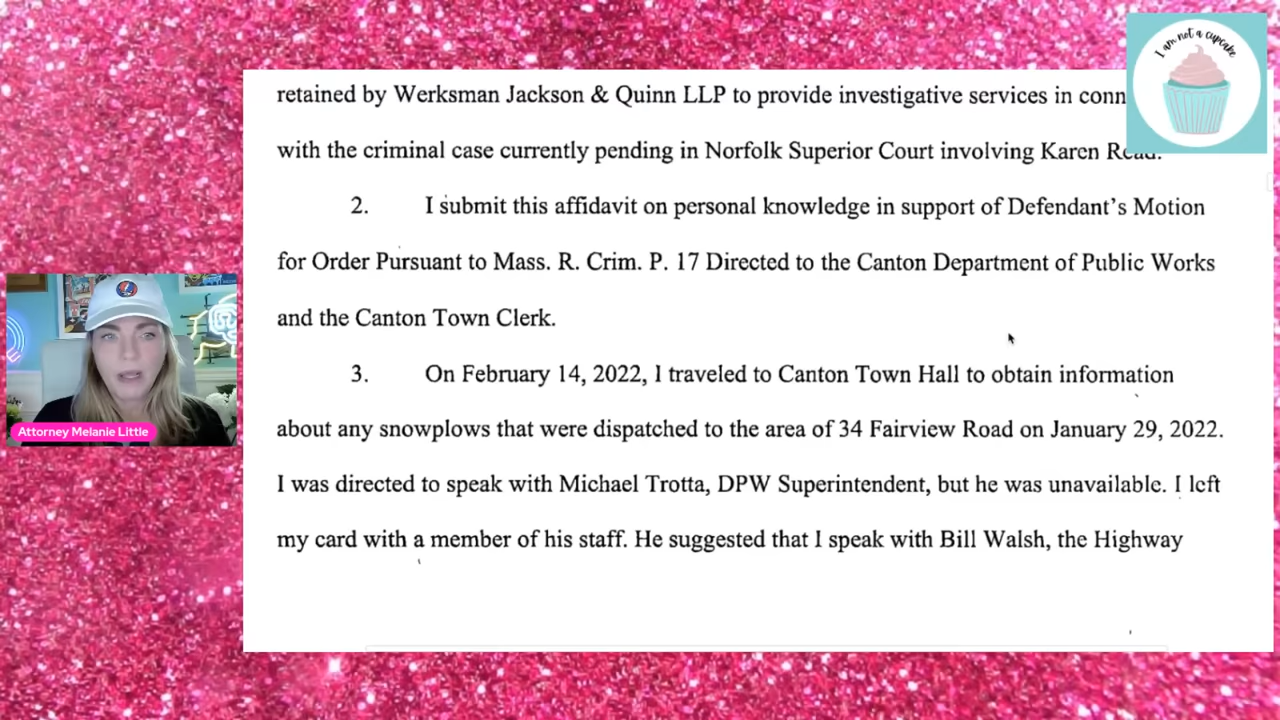 I am not a cupcake
retained by Werksman Jackson & Quinn LLP to provide investigative services in conn
with the criminal case currently pending in Norfolk Superior Court involving Karen Read.
2. I submit this affidavit on personal knowledge in support of Defendant's Motion
for Order Pursuant to Mass. R. Crim. P. 17 Directed to the Canton Department of Public Works
and the Canton Town Clerk.
3. On February 14, 2022, I traveled to Canton Town Hall to obtain information
about any snowplows that were dispatched to the area of 34 Fairview Road on January 29, 2022.
I was directed to speak with Michael Trotta, DPW Superintendent, but he was unavailable. I left
my card with a member of his staff. He suggested that I speak with Bill Walsh, the Highway
Attorney Melanie Little